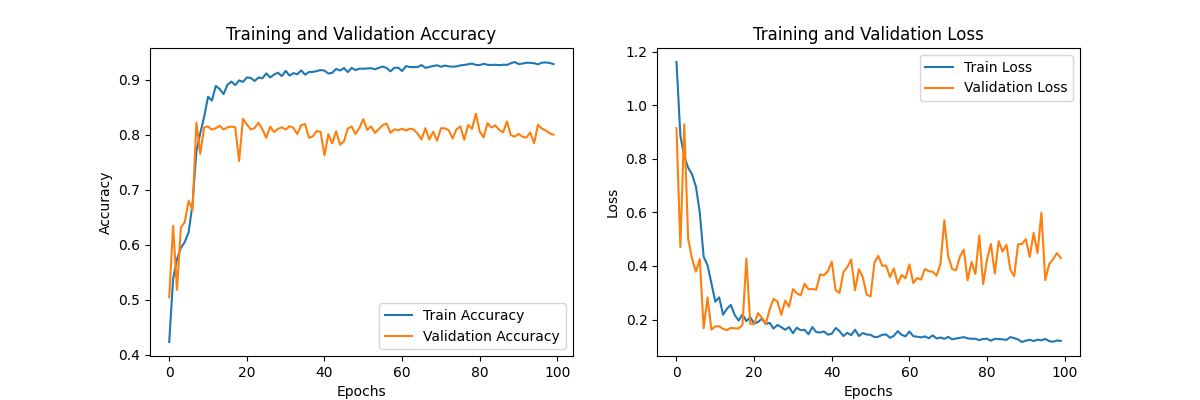 Training and Validation Accuracy
Accuracy
0.9
0.8
0.7
0.6
0.5
0.4
0
20
40
60
80
100
Epochs
Train Accuracy
Validation Accuracy
Training and Validation Loss
Loss
1.2
1.0
0.8
0.6
0.4
0.2
0
20
40
60
80
100
Epochs
Train Loss
Validation Loss